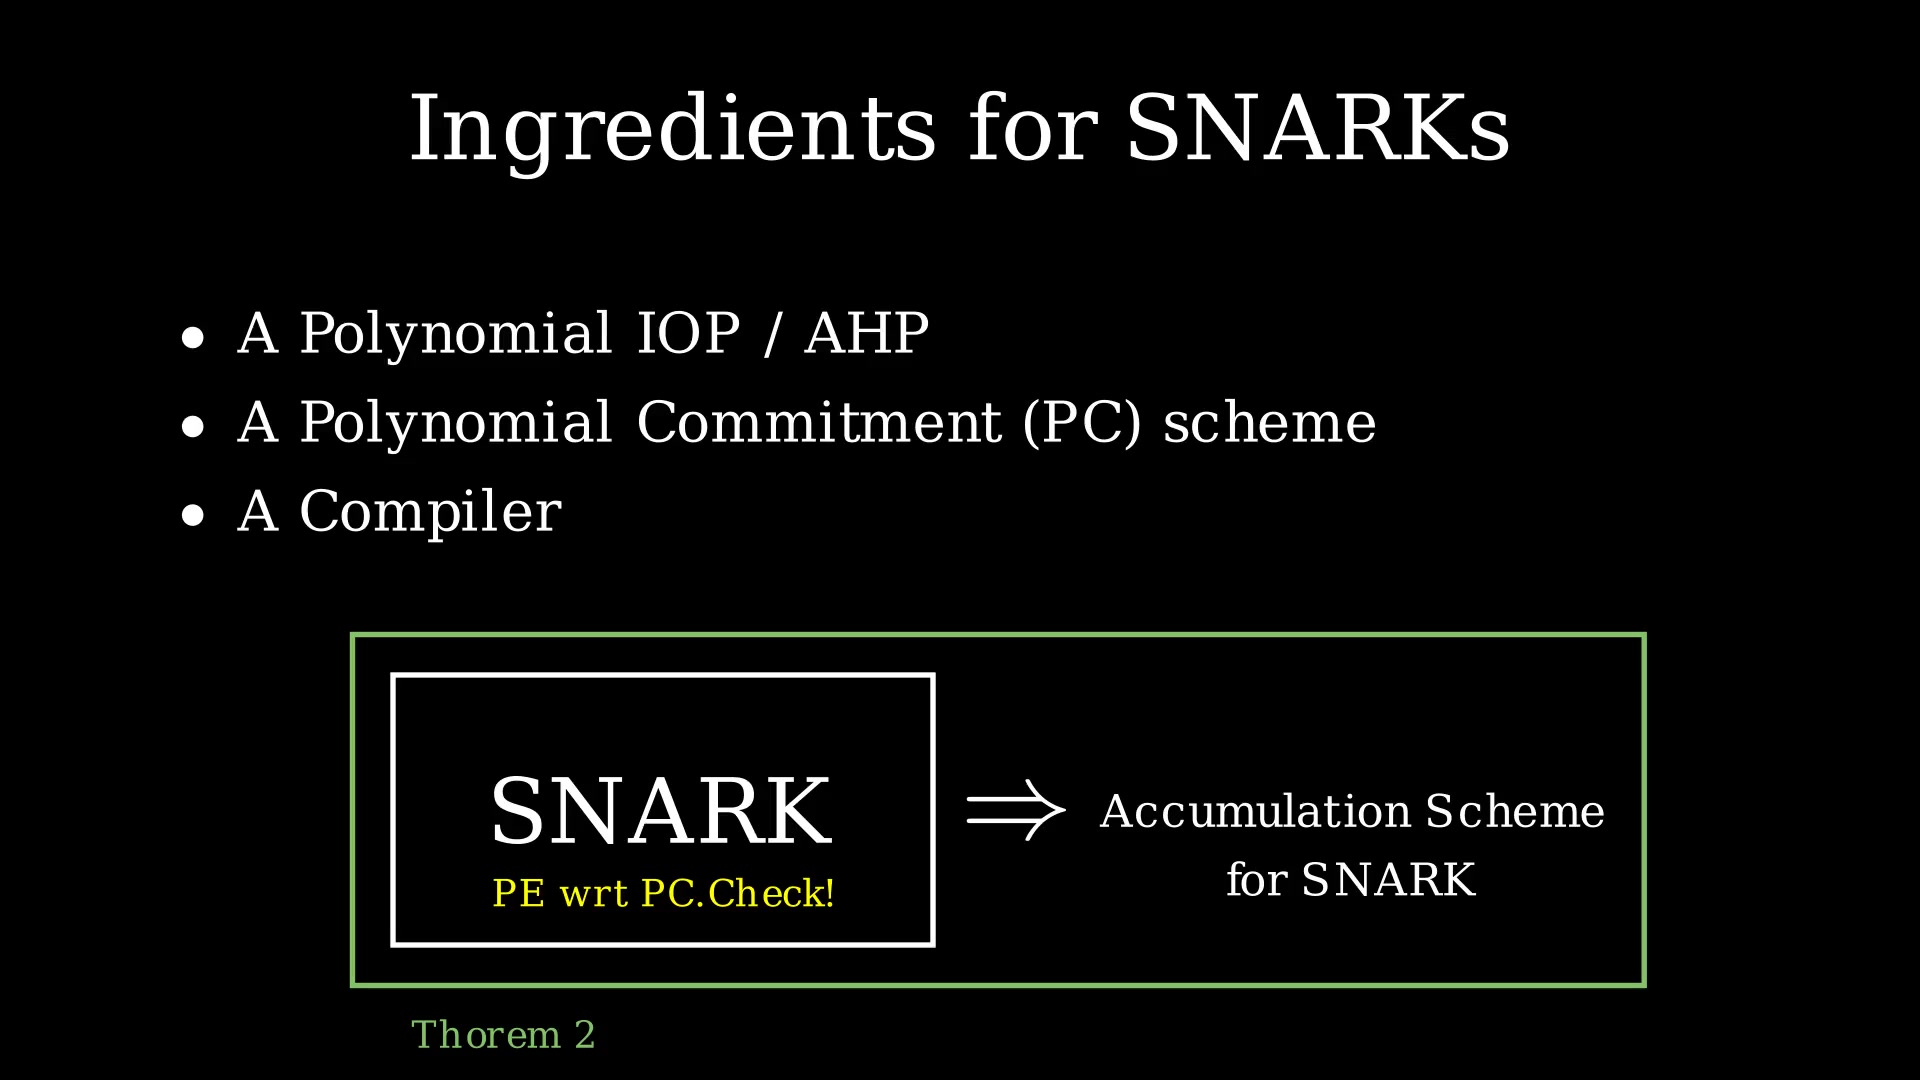 Ingredients for SNARKs
• A Polynomial IOP / AHP
• A Polynomial Commitment (PC) scheme
• A Compiler
SNARK
PE wrt PC.Check!
⇒ Accumulation Scheme
for SNARK
Thorem 2